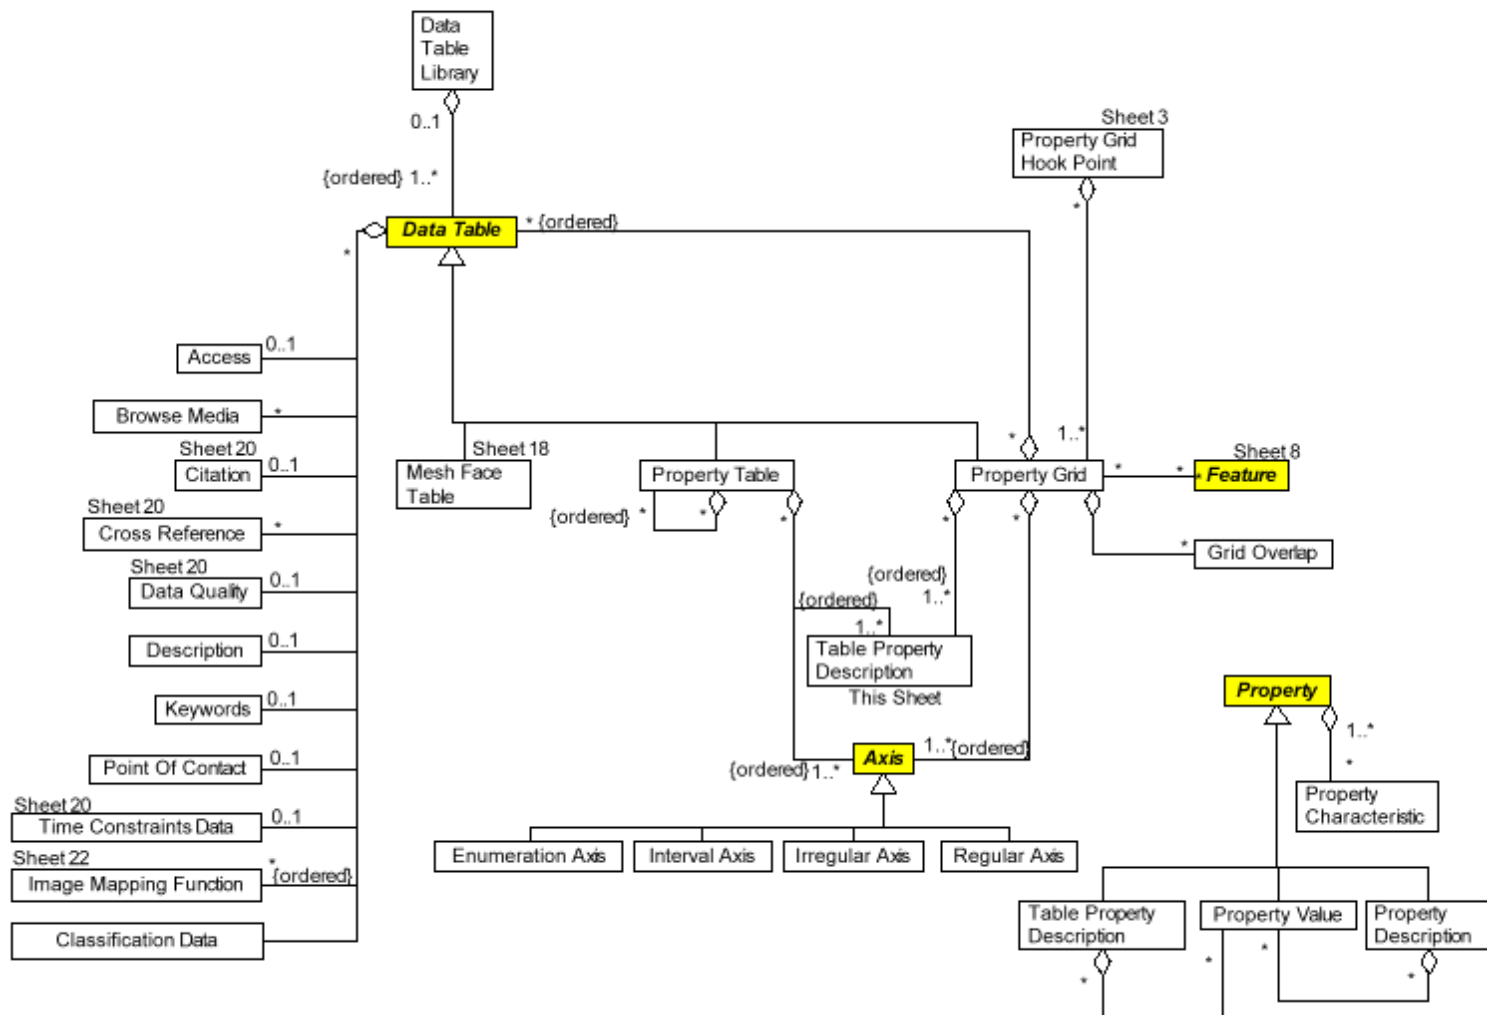 Data
Table
Library
0..1
{ordered} 1..*
Sheet 3
Property Grid
Hook Point
*
Data Table
* {ordered}
*
Access
0..1
Browse Media
*
Sheet 20
Citation
0..1
Sheet 20
Cross Reference
*
Sheet 20
Data Quality
0..1
Description
0..1
Keywords
0..1
Point Of Contact
0..1
Sheet 20
Time Constraints Data
0..1
Sheet 22
Image Mapping Function
*
{ordered}
Classification Data
Sheet 18
Mesh Face
Table
Property Table
{ordered} *
*
*
*
1..*
Property Grid
*
*
*
Sheet 8
Feature
*
*
*
Grid Overlap
*
{ordered}
1..*
{ordered}
1..*
Table Property
Description
This Sheet
{ordered} 1..*
Axis
1..*
{ordered}
Enumeration Axis
Interval Axis
Irregular Axis
Regular Axis
Property
1..*
*
Property
Characteristic
Table Property
Description
Property Value
Property
Description
*
*
*
*